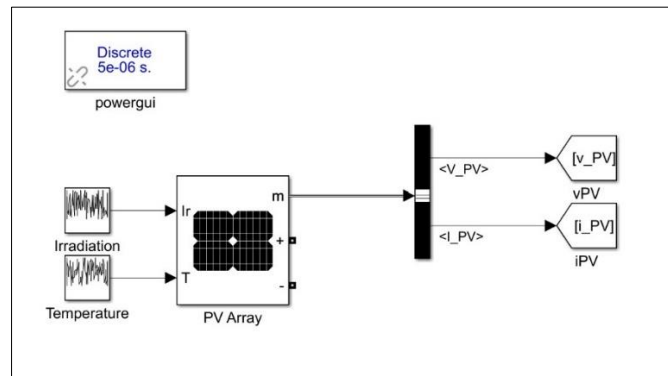 Discrete
5e-06 s.
powergui
Ir
T
m
+
-
PV Array
Irradiation
Temperature
<V_PV>
<I_PV>
[v_PV]
vPV
[i_PV]
iPV